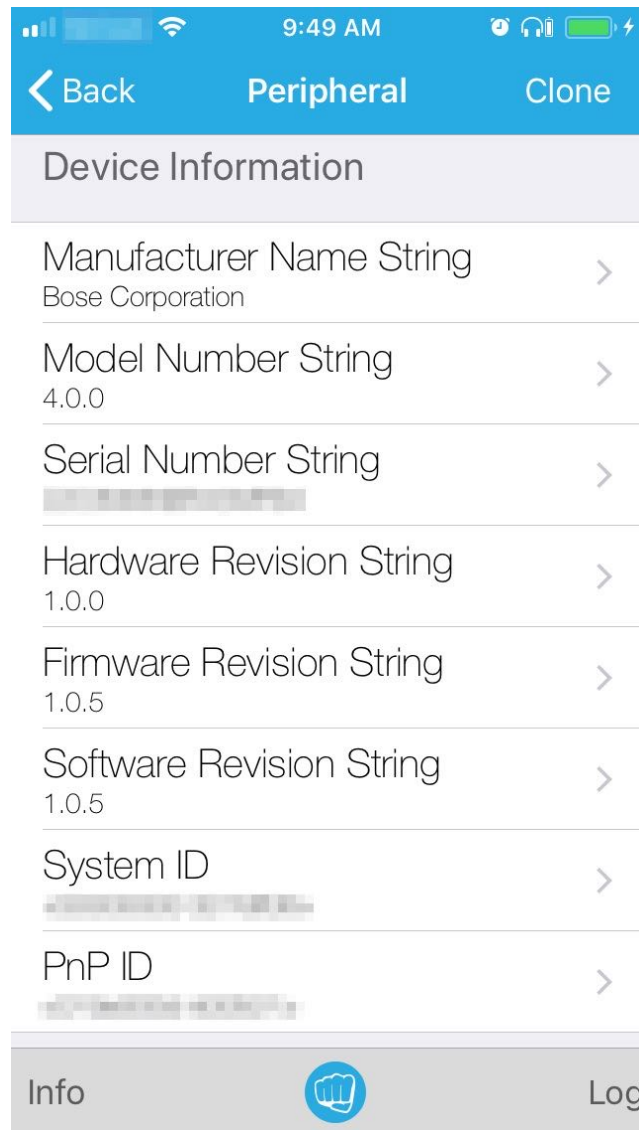 9:49 AM
Back
Peripheral
Clone
Device Information
Manufacturer Name String
Bose Corporation
Model Number String
4.0.0
Serial Number String
Hardware Revision String
1.0.0
Firmware Revision String
1.0.5
Software Revision String
1.0.5
System ID
PnP ID
Info
Log